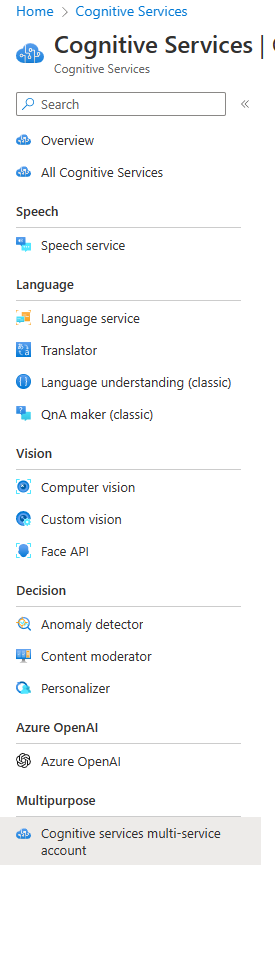 Home > Cognitive Services
Cognitive Services |
Cognitive Services
Search
Overview
All Cognitive Services
Speech
Speech service
Language
Language service
Translator
Language understanding (classic)
QnA maker (classic)
Vision
Computer vision
Custom vision
Face API
Decision
Anomaly detector
Content moderator
Personalizer
Azure OpenAI
Azure OpenAI
Multipurpose
Cognitive services multi-service
account